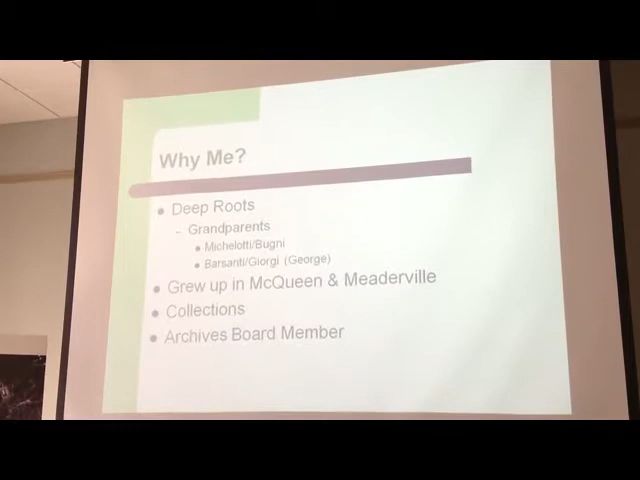 Why Me?
• Deep Roots
– Grandparents
• Michelotti/Bugni
• Barsanti/Giorgi (George)
• Grew up in McQueen & Meaderville
• Collections
• Archives Board Member